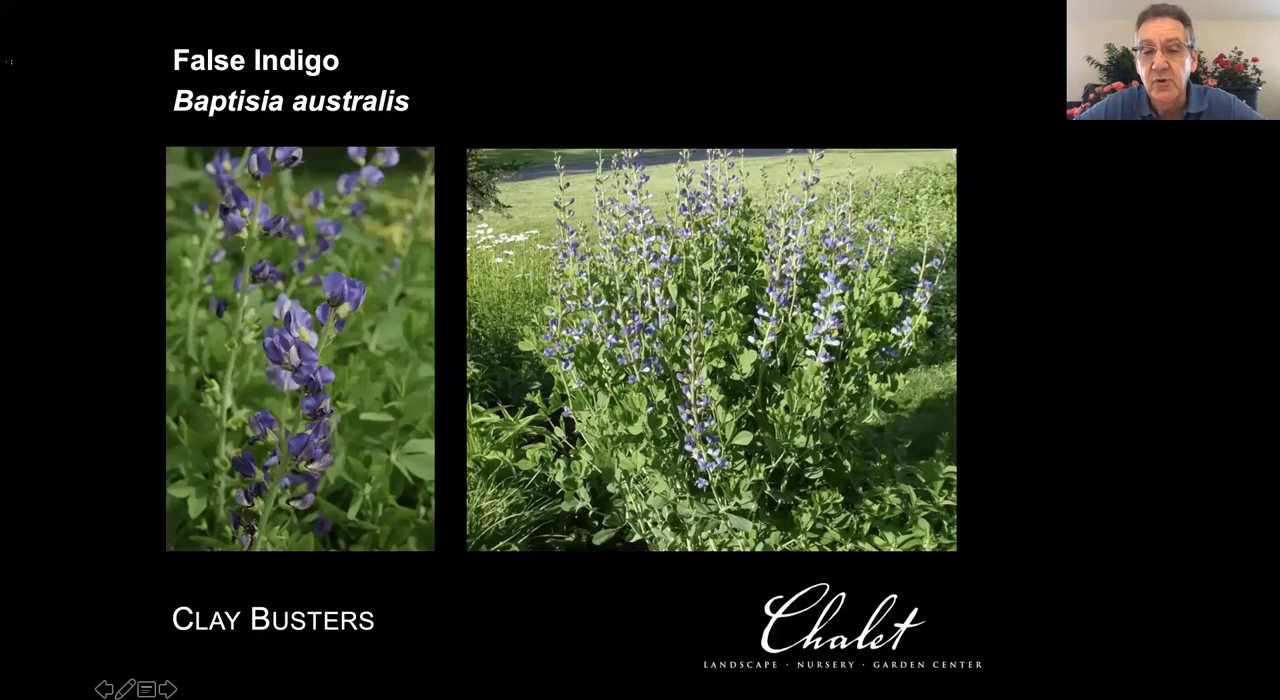 False Indigo
Baptisia australis
CLAY BUSTERS
Chalet
LANDSCAPE · NURSERY · GARDEN CENTER